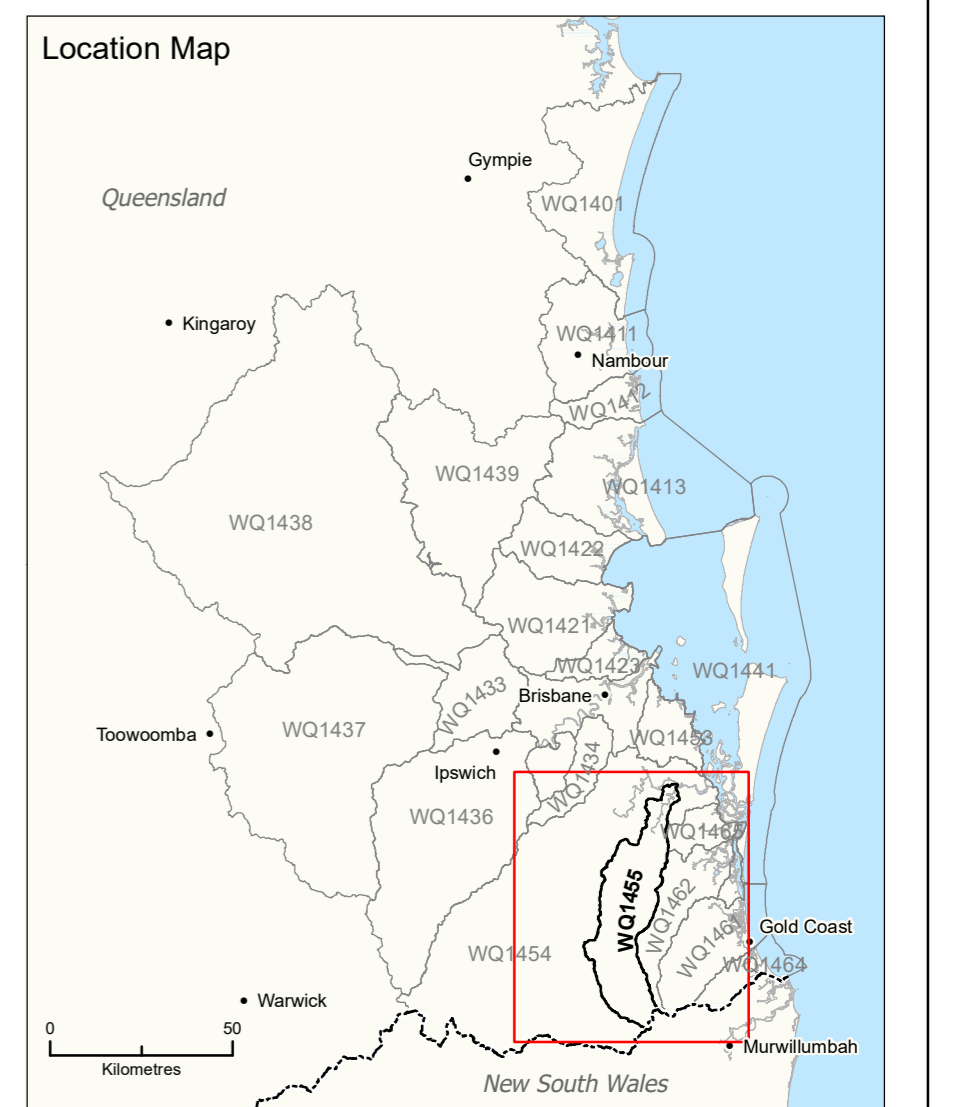 Location Map
Gympie
Queensland
WQ1401
Kingaroy
WQ1411
Nambour
WQ1412
WQ1439
WQ1413
WQ1438
WQ1422
WQ1421
WQ1423
WQ1441
WQ1433
Brisbane
WQ1437
Toowoomba
WQ1453
WQ1434
Ipswich
WQ1436
WQ1465
WQ1455
WQ1462
WQ1461
Gold Coast
WQ1454
WQ1464
Warwick
0 50
Kilometres
Murwillumbah
New South Wales